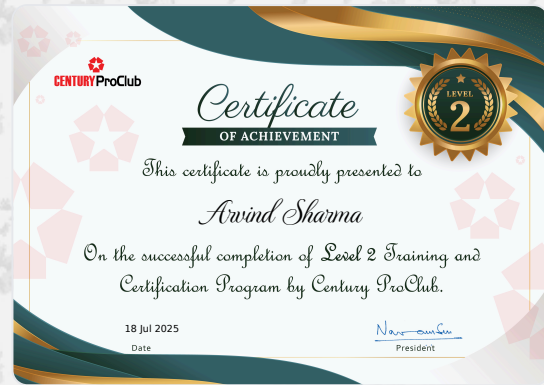 CENTURY ProClub
LEVEL
2
Certificate
OF ACHIEVEMENT
This certificate is proudly presented to
Arvind Sharma
On the successful completion of Level 2 Training and
Certification Program by Century ProClub.
18 Jul 2025
Date
President